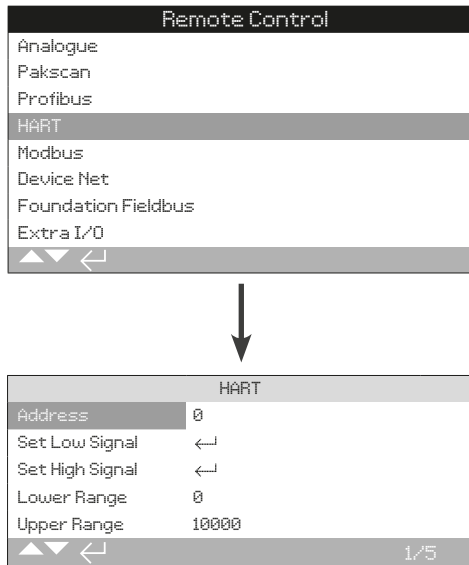 Remote Control
Analogue
Pakscan
Profibus
HART
Modbus
Device Net
Foundation Fieldbus
Extra I/O
HART
Address 0
Set Low Signal
Set High Signal
Lower Range 0
Upper Range 10000
1/5